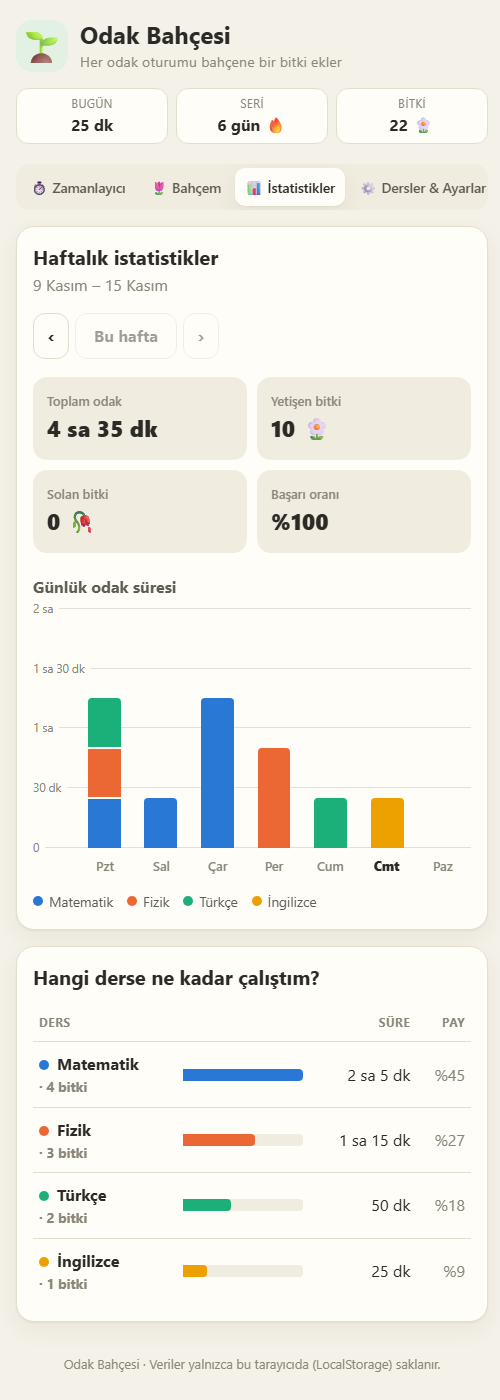 Odak Bahçesi
Her odak oturumu bahçene bir bitki ekler
BUGÜN
25 dk
SERİ
6 gün
BİTKİ
22
Zamanlayıcı
Bahçem
İstatistikler
Dersler & Ayarlar
Haftalık istatistikler
9 Kasım – 15 Kasım
‹ Bu hafta ›
Toplam odak
4 sa 35 dk
Yetişen bitki
10
Solan bitki
0
Başarı oranı
%100
Günlük odak süresi
2 sa
1 sa 30 dk
1 sa
30 dk
0
Pzt Sal Çar Per Cum Cmt Paz
Matematik Fizik Türkçe İngilizce
Hangi derse ne kadar çalıştım?
DERS SÜRE PAY
Matematik 2 sa 5 dk %45
· 4 bitki
Fizik 1 sa 15 dk %27
· 3 bitki
Türkçe 50 dk %18
· 2 bitki
İngilizce 25 dk %9
· 1 bitki
Odak Bahçesi · Veriler yalnızca bu tarayıcıda (LocalStorage) saklanır.